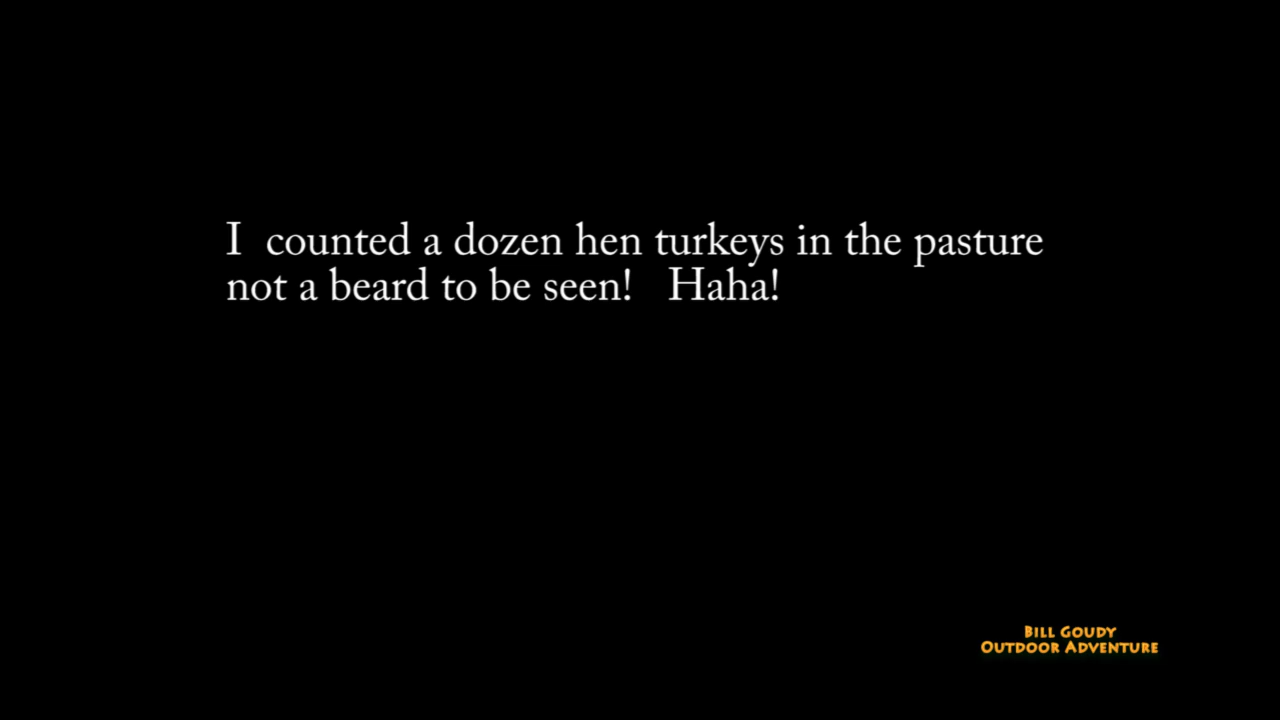 I  counted a dozen hen turkeys in the pasture
not a beard to be seen!   Haha!
BILL GOUDY
OUTDOOR ADVENTURE